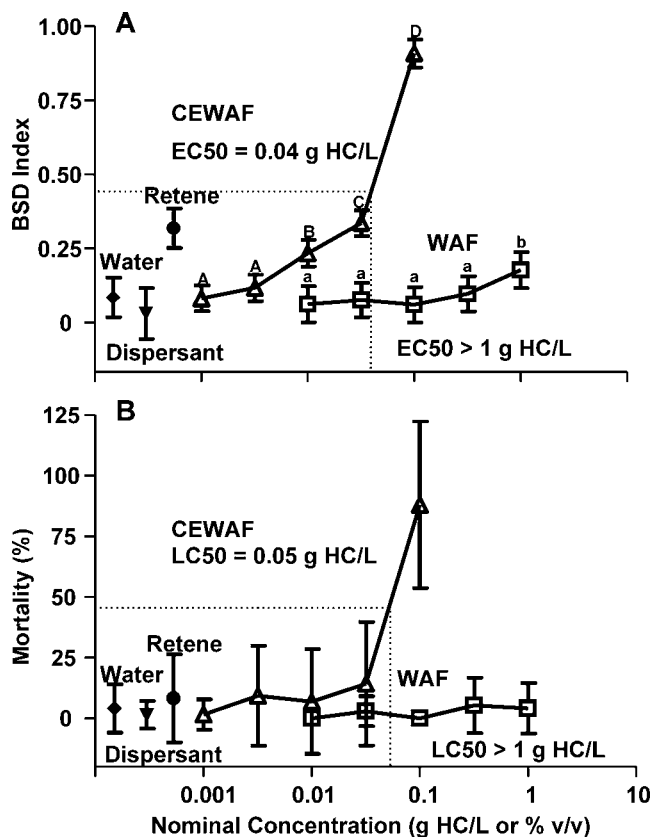 A
1.00
0.75
0.50
0.25
0
BSD Index
CEWAF
EC50 = 0.04 g HC/L
Retene
Water
Dispersant
WAF
EC50 > 1 g HC/L
A
A
B
C
D
a
a
a
a
b
B
125
100
75
50
25
0
Mortality (%)
CEWAF
LC50 = 0.05 g HC/L
Retene
Water
Dispersant
WAF
LC50 > 1 g HC/L
0.001
0.01
0.1
1
10
Nominal Concentration (g HC/L or % v/v)